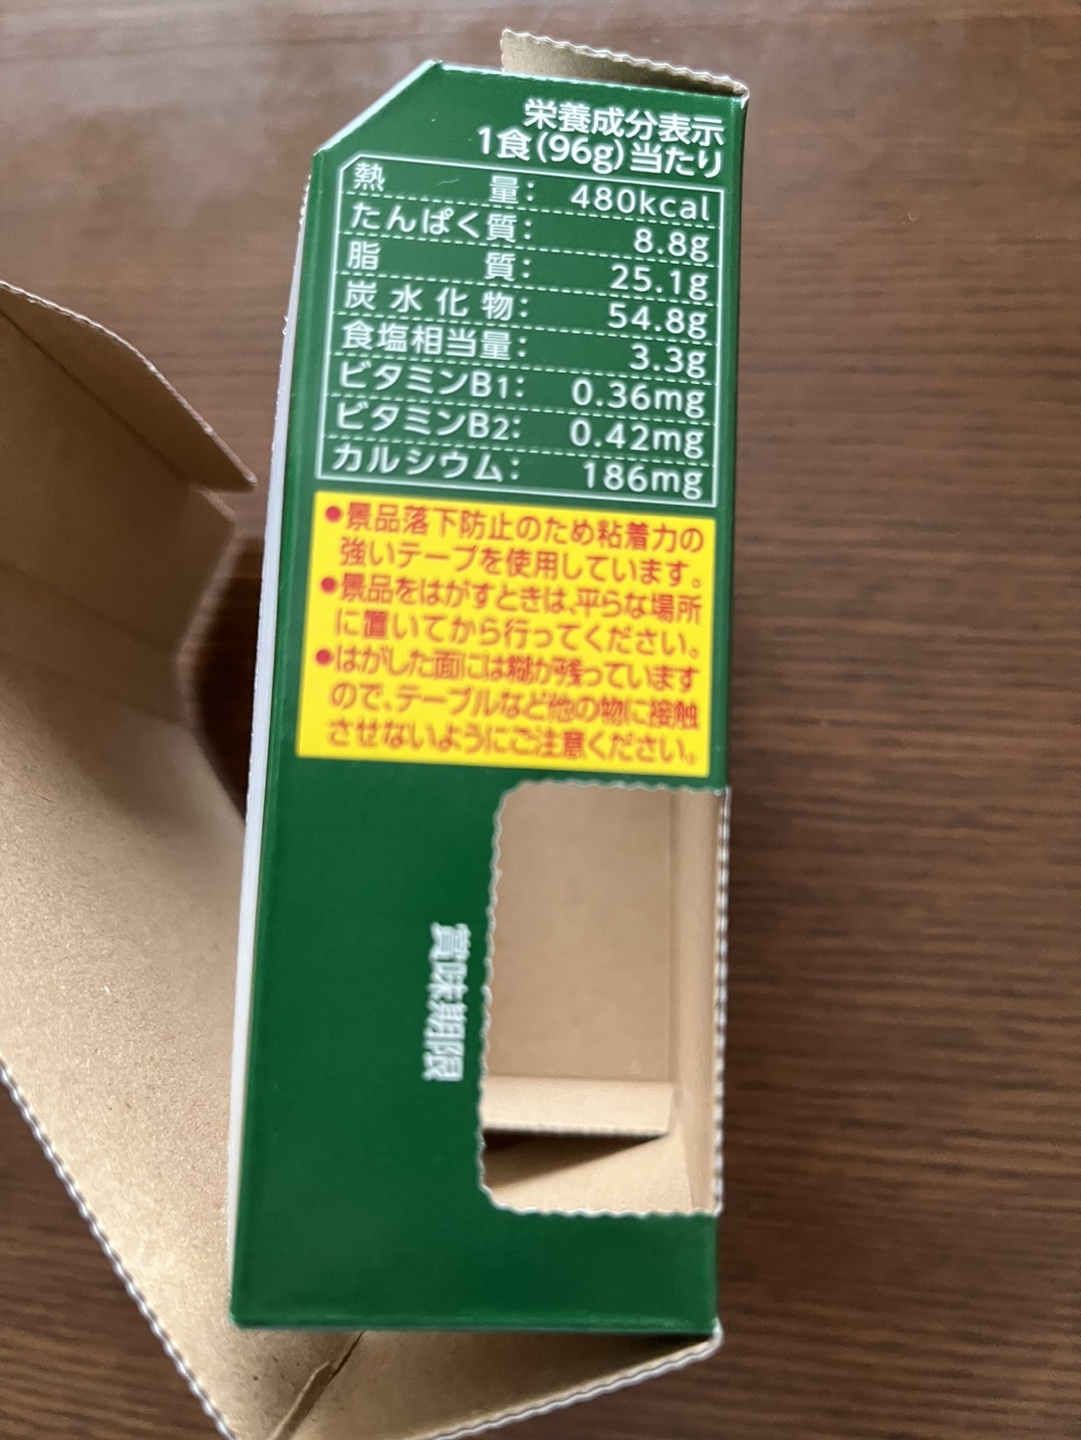 栄養成分表示
1食(96g)当たり
熱量: 480kcal
たんぱく質: 8.8g
脂質: 25.1g
炭水化物: 54.8g
食塩相当量: 3.3g
ビタミンB1: 0.36mg
ビタミンB2: 0.42mg
カルシウム: 186mg
●景品落下防止のため粘着力の
強いテープを使用しています。
●景品をはがすときは、平らな場所
に置いてから行ってください。
●はがした面には糊が残っています
ので、テーブルなど他の物に接触
させないようにご注意ください。
賞味期限